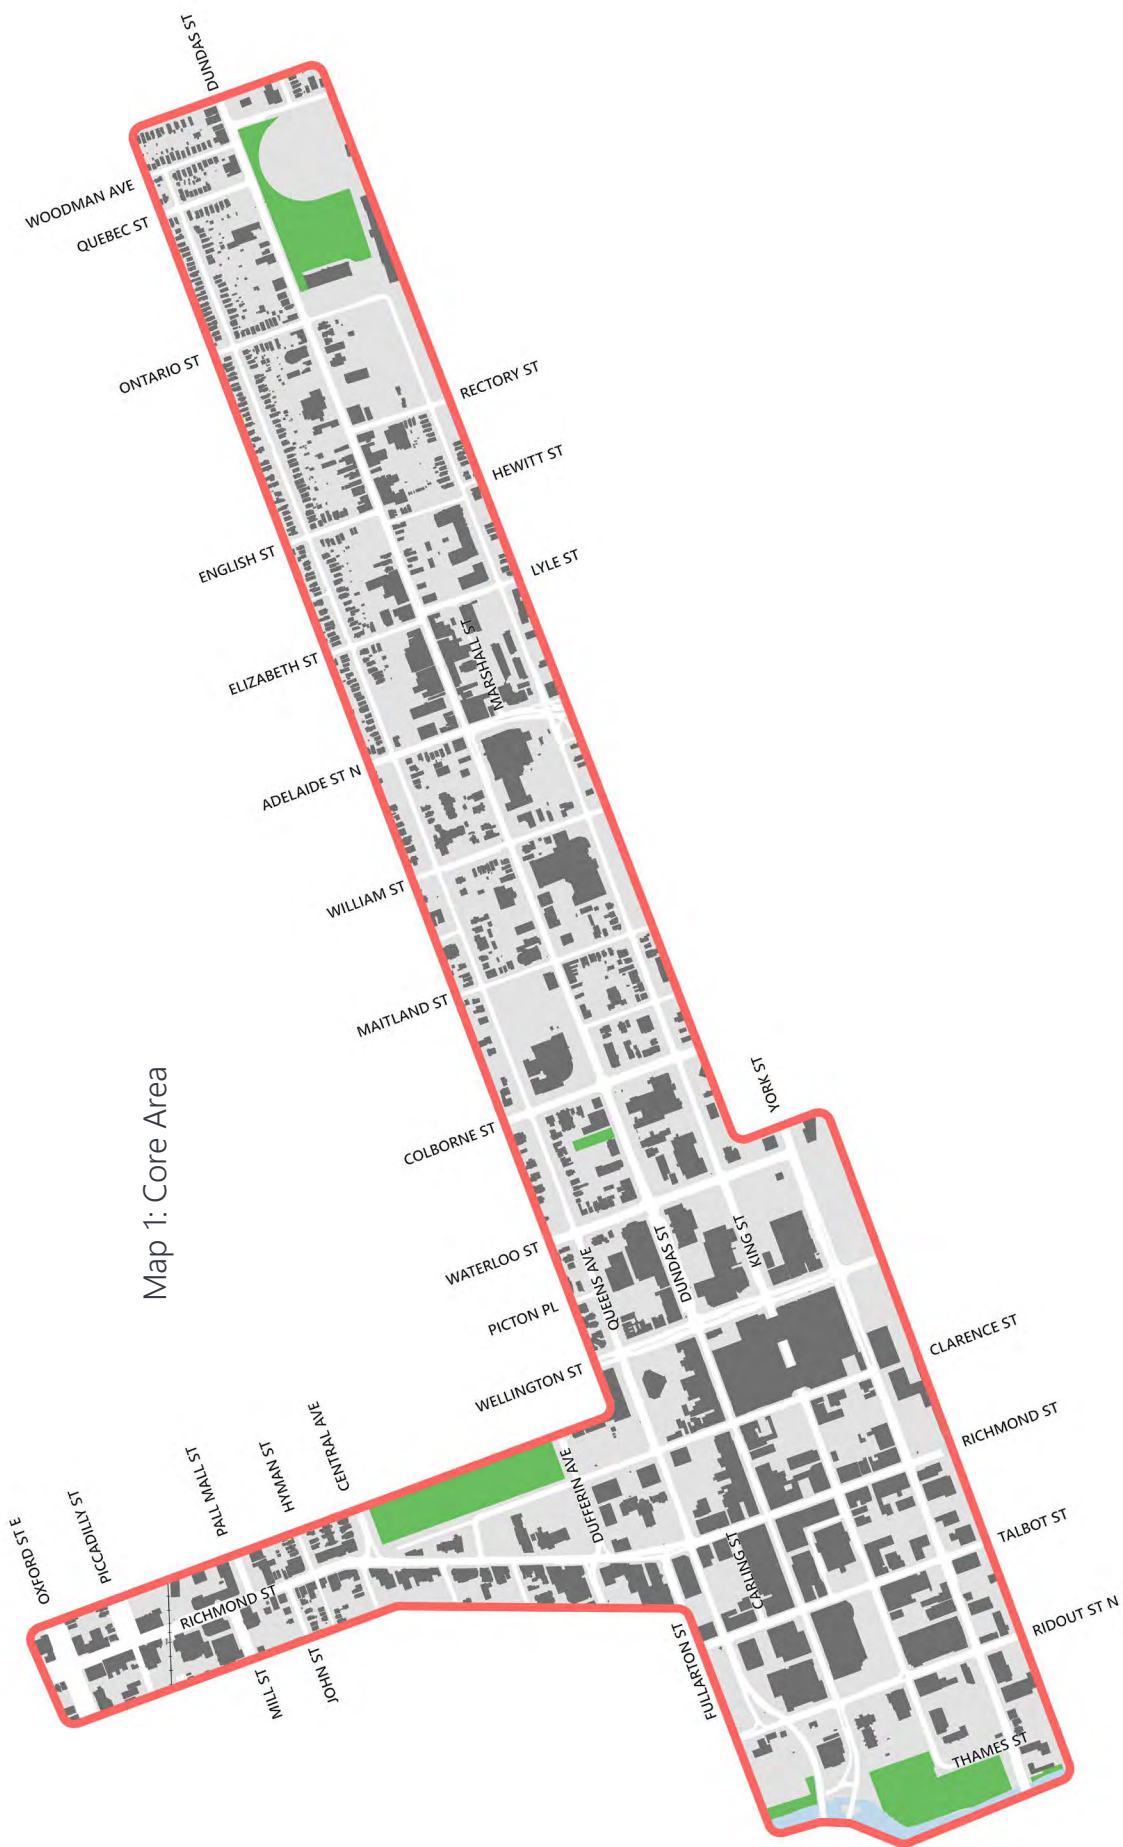 DUNDAS ST
WOODMAN AVE
QUEBEC ST
ONTARIO ST
RECTORY ST
HEWITT ST
ENGLISH ST
LYLE ST
ELIZABETH ST
MARSHALL ST
ADELAIDE ST N
WILLIAM ST
MAITLAND ST
Map 1: Core Area
YORK ST
COLBORNE ST
WATERLOO ST
QUEENS AVE
DUNDAS ST
KING ST
PICTON PL
WELLINGTON ST
CLARENCE ST
RICHMOND ST
CENTRAL AVE
HYMAN ST
PALL MALL ST
PICCADILLY ST
OXFORD ST E
DUFFERIN AVE
TALBOT ST
CARLING ST
RICHMOND ST
RIDOUT ST N
FULLARTON ST
JOHN ST
MILL ST
THAMES ST